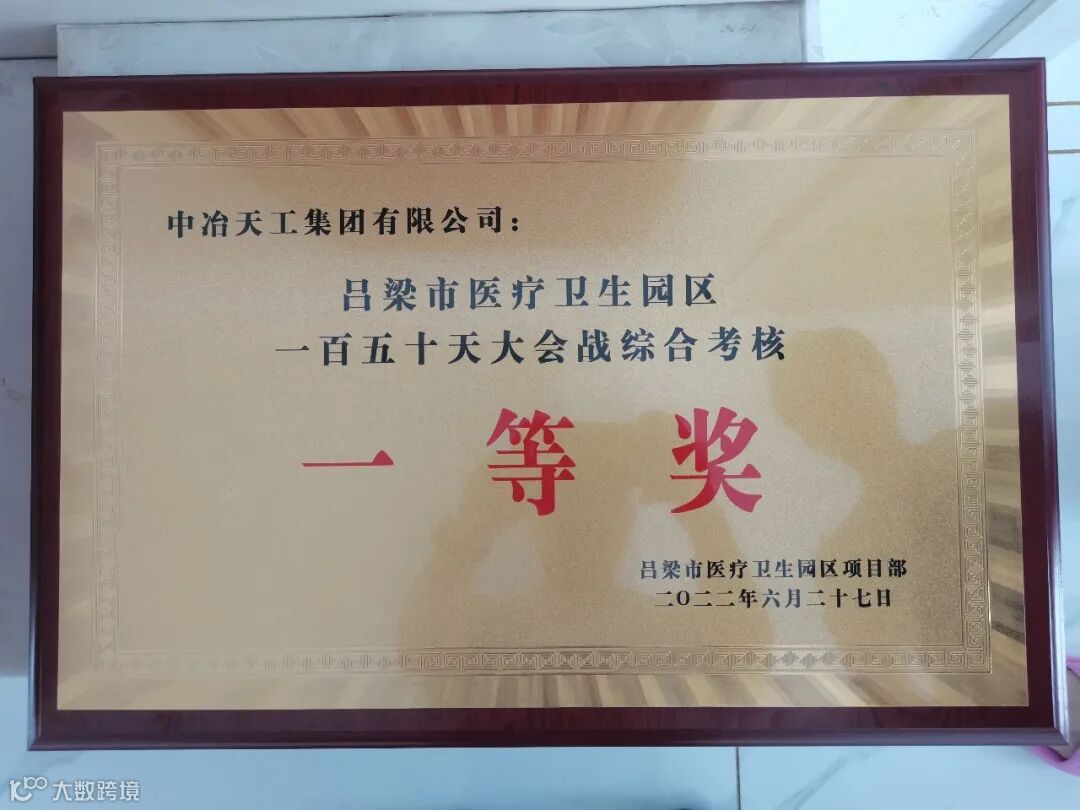 中冶天工集团有限公司：
吕梁市医疗卫生园区
一百五十天大会战综合考核
一等奖
吕梁市医疗卫生园区项目部
二〇二二年六月二十七日
大数跨境